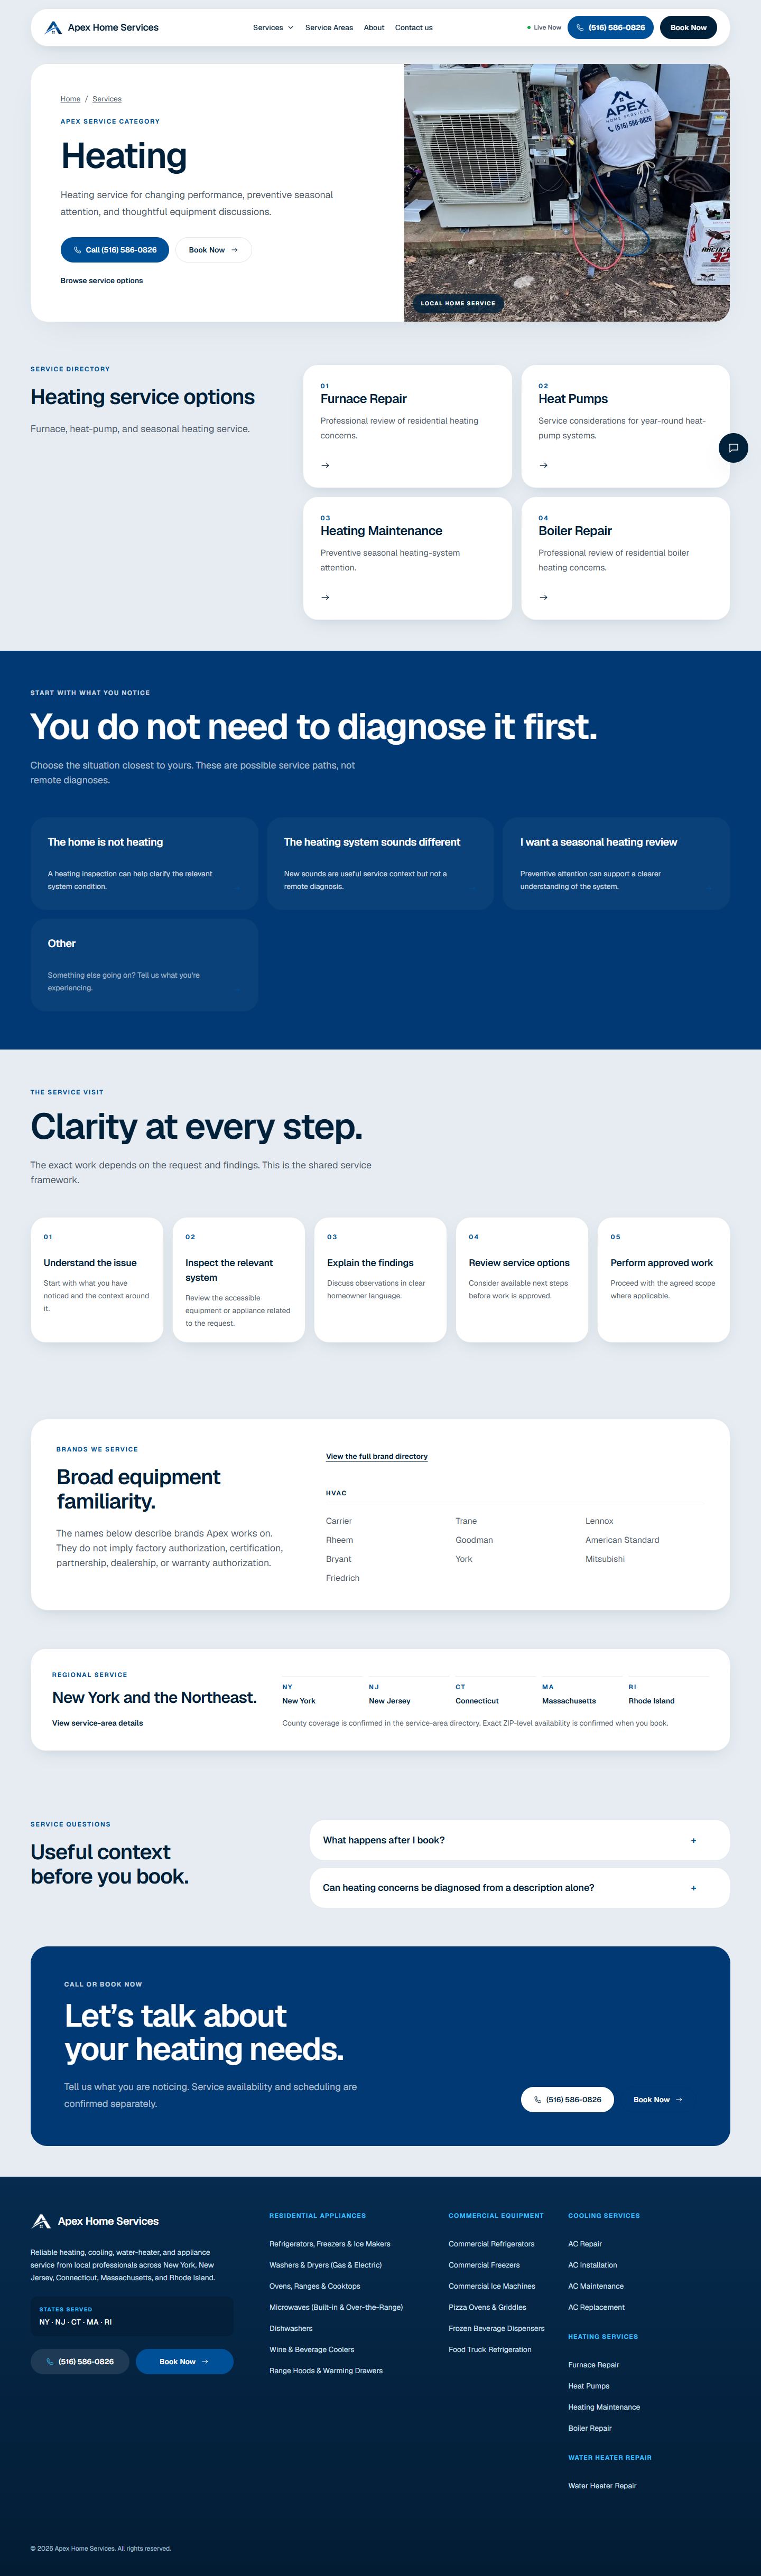 Apex Home Services
Services
Service Areas
About
Contact us
Live Now
(516) 586-0826
Book Now
Home / Services
APEX SERVICE CATEGORY
Heating
Heating service for changing performance, preventive seasonal
attention, and thoughtful equipment discussions.
Call (516) 586-0826
Book Now
Browse service options
APEX
HOME SERVICES
(516) 586-0826
LOCAL HOME SERVICE
SERVICE DIRECTORY
Heating service options
Furnace, heat-pump, and seasonal heating service.
01
Furnace Repair
Professional review of residential heating
concerns.
02
Heat Pumps
Service considerations for year-round heat-
pump systems.
03
Heating Maintenance
Preventive seasonal heating-system
attention.
04
Boiler Repair
Professional review of residential boiler
heating concerns.
START WITH WHAT YOU NOTICE
You do not need to diagnose it first.
Choose the situation closest to yours. These are possible service paths, not
remote diagnoses.
The home is not heating
A heating inspection can help clarify the relevant
system condition.
The heating system sounds different
New sounds are useful service context but not a
remote diagnosis.
I want a seasonal heating review
Preventive attention can support a clearer
understanding of the system.
Other
Something else going on? Tell us what you're
experiencing.
THE SERVICE VISIT
Clarity at every step.
The exact work depends on the request and findings. This is the shared service
framework.
01
Understand the issue
Start with what you have
noticed and the context around
it.
02
Inspect the relevant
system
Review the accessible
equipment or appliance related
to the request.
03
Explain the findings
Discuss observations in clear
homeowner language.
04
Review service options
Consider available next steps
before work is approved.
05
Perform approved work
Proceed with the agreed scope
where applicable.
BRANDS WE SERVICE
Broad equipment
familiarity.
The names below describe brands Apex works on.
They do not imply factory authorization, certification,
partnership, dealership, or warranty authorization.
View the full brand directory
HVAC
Carrier
Trane
Lennox
Rheem
Goodman
American Standard
Bryant
York
Mitsubishi
Friedrich
REGIONAL SERVICE
New York and the Northeast.
View service-area details
NY
New York
NJ
New Jersey
CT
Connecticut
MA
Massachusetts
RI
Rhode Island
County coverage is confirmed in the service-area directory. Exact ZIP-level availability is confirmed when you book.
SERVICE QUESTIONS
Useful context
before you book.
What happens after I book?
+
Can heating concerns be diagnosed from a description alone?
+
CALL OR BOOK NOW
Let’s talk about
your heating needs.
Tell us what you are noticing. Service availability and scheduling are
confirmed separately.
(516) 586-0826
Book Now
Apex Home Services
Reliable heating, cooling, water-heater, and appliance
service from local professionals across New York, New
Jersey, Connecticut, Massachusetts, and Rhode Island.
STATES SERVED
NY · NJ · CT · MA · RI
(516) 586-0826
Book Now
RESIDENTIAL APPLIANCES
Refrigerators, Freezers & Ice Makers
Washers & Dryers (Gas & Electric)
Ovens, Ranges & Cooktops
Microwaves (Built-in & Over-the-Range)
Dishwashers
Wine & Beverage Coolers
Range Hoods & Warming Drawers
COMMERCIAL EQUIPMENT
Commercial Refrigerators
Commercial Freezers
Commercial Ice Machines
Pizza Ovens & Griddles
Frozen Beverage Dispensers
Food Truck Refrigeration
COOLING SERVICES
AC Repair
AC Installation
AC Maintenance
AC Replacement
HEATING SERVICES
Furnace Repair
Heat Pumps
Heating Maintenance
Boiler Repair
WATER HEATER REPAIR
Water Heater Repair
© 2026 Apex Home Services. All rights reserved.